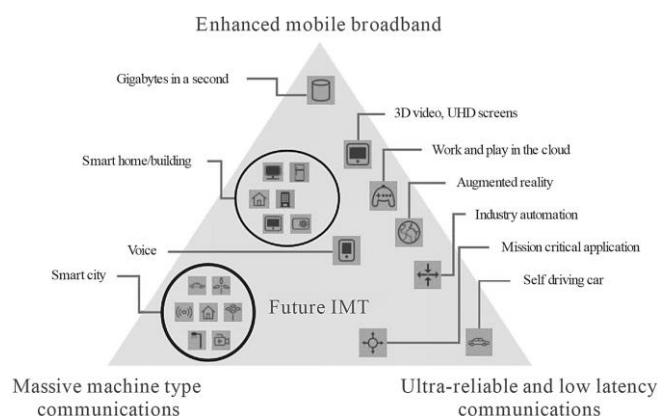 Enhanced mobile broadband
Gigabytes in a second
3D video, UHD screens
Work and play in the cloud
Smart home/building
Augmented reality
Industry automation
Mission critical application
Voice
Smart city
Self driving car
Future IMT
Massive machine type
communications
Ultra-reliable and low latency
communications